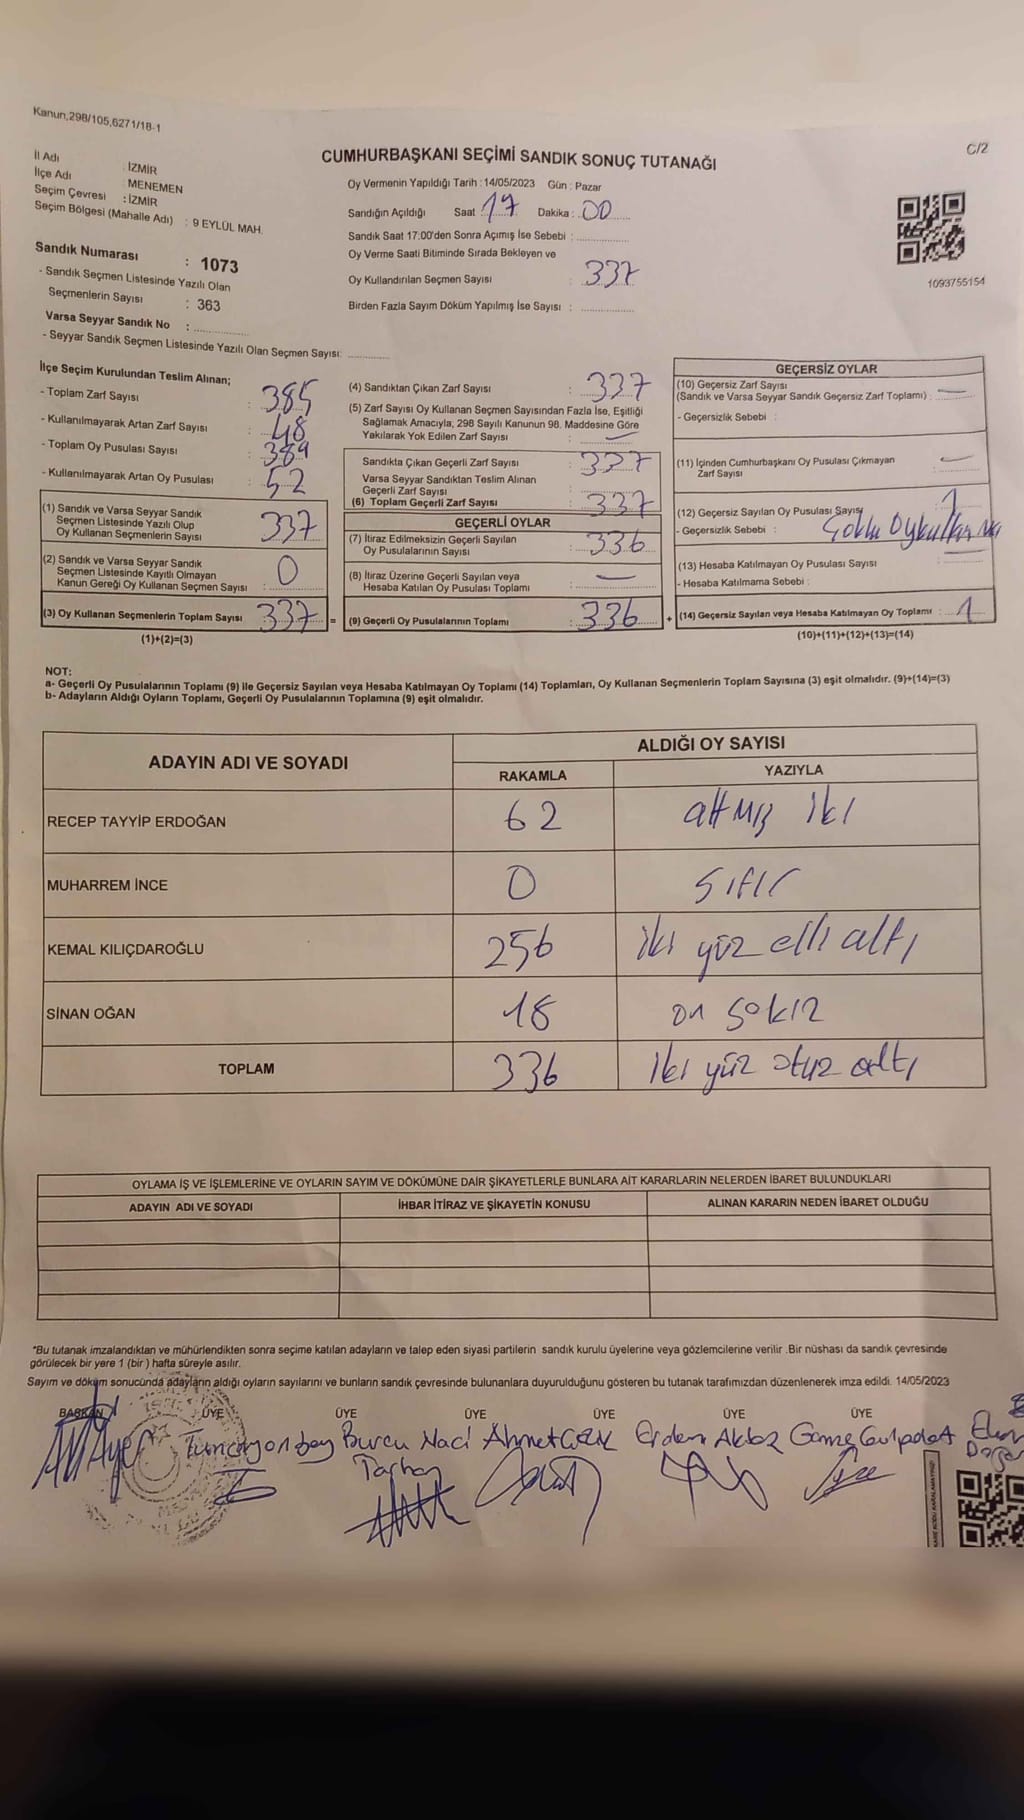 Kanun,298/105,6271/18-1
C/2
CUMHURBAŞKANI SEÇİMİ SANDIK SONUÇ TUTANAĞI
İl Adı : İZMİR
İlçe Adı : MENEMEN
Seçim Çevresi : İZMİR
Seçim Bölgesi (Mahalle Adı) : 9 EYLÜL MAH.
Sandık Numarası : 1073
- Sandık Seçmen Listesinde Yazılı Olan
Seçmenlerin Sayısı : 363
Varsa Seyyar Sandık No :
- Seyyar Sandık Seçmen Listesinde Yazılı Olan Seçmen Sayısı:
Oy Vermenin Yapıldığı Tarih : 14/05/2023 Gün : Pazar
Sandığın Açıldığı Saat : 17 Dakika : 00
Sandık Saat 17:00'den Sonra Açımış İse Sebebi :
Oy Verme Saati Bitiminde Sırada Bekleyen ve
Oy Kullandırılan Seçmen Sayısı : 337
Birden Fazla Sayım Döküm Yapılmış İse Sayısı :
1093755154
İlçe Seçim Kurulundan Teslim Alınan;
- Toplam Zarf Sayısı : 385
- Kullanılmayarak Artan Zarf Sayısı : 48
- Toplam Oy Pusulası Sayısı : 389
- Kullanılmayarak Artan Oy Pusulası : 52
(1) Sandık ve Varsa Seyyar Sandık
Seçmen Listesinde Yazılı Olup
Oy Kullanan Seçmenlerin Sayısı : 337
(2) Sandık ve Varsa Seyyar Sandık
Seçmen Listesinde Kayıtlı Olmayan
Kanun Gereği Oy Kullanan Seçmen Sayısı : 0
(3) Oy Kullanan Seçmenlerin Toplam Sayısı : 337 =
(1)+(2)=(3)
(4) Sandıktan Çıkan Zarf Sayısı : 337
(5) Zarf Sayısı Oy Kullanan Seçmen Sayısından Fazla İse, Eşitliği
Sağlamak Amacıyla, 298 Sayılı Kanunun 98. Maddesine Göre
Yakılarak Yok Edilen Zarf Sayısı : —
Sandıkta Çıkan Geçerli Zarf Sayısı : 337
Varsa Seyyar Sandıktan Teslim Alınan
Geçerli Zarf Sayısı :
(6) Toplam Geçerli Zarf Sayısı : 337
GEÇERLİ OYLAR
(7) İtiraz Edilmeksizin Geçerli Sayılan
Oy Pusulalarının Sayısı : 336
(8) İtiraz Üzerine Geçerli Sayılan veya
Hesaba Katılan Oy Pusulası Toplamı : —
(9) Geçerli Oy Pusulalarının Toplamı : 336 +
GEÇERSİZ OYLAR
(10) Geçersiz Zarf Sayısı
(Sandık ve Varsa Seyyar Sandık Geçersiz Zarf Toplamı) : —
- Geçersizlik Sebebi :
(11) İçinden Cumhurbaşkanı Oy Pusulası Çıkmayan
Zarf Sayısı : —
(12) Geçersiz Sayılan Oy Pusulası Sayısı 1
- Geçersizlik Sebebi : Çoklu Oykullanma
(13) Hesaba Katılmayan Oy Pusulası Sayısı —
- Hesaba Katılmama Sebebi :
(14) Geçersiz Sayılan veya Hesaba Katılmayan Oy Toplamı : 1
(10)+(11)+(12)+(13)=(14)
NOT:
a- Geçerli Oy Pusulalarının Toplamı (9) ile Geçersiz Sayılan veya Hesaba Katılmayan Oy Toplamı (14) Toplamları, Oy Kullanan Seçmenlerin Toplam Sayısına (3) eşit olmalıdır. (9)+(14)=(3)
b- Adayların Aldığı Oyların Toplamı, Geçerli Oy Pusulalarının Toplamına (9) eşit olmalıdır.
ADAYIN ADI VE SOYADI
ALDIĞI OY SAYISI
RAKAMLA YAZIYLA
RECEP TAYYİP ERDOĞAN 62 altmış iki
MUHARREM İNCE 0 sıfır
KEMAL KILIÇDAROĞLU 256 iki yüz elli altı
SİNAN OĞAN 18 on sekiz
TOPLAM 336 iki yüz otuz altı
OYLAMA İŞ VE İŞLEMLERİNE VE OYLARIN SAYIM VE DÖKÜMÜNE DAİR ŞİKAYETLERLE BUNLARA AİT KARARLARIN NELERDEN İBARET BULUNDUKLARI
ADAYIN ADI VE SOYADI İHBAR İTİRAZ VE ŞİKAYETİN KONUSU ALINAN KARARIN NEDEN İBARET OLDUĞU
*Bu tutanak imzalandıktan ve mühürlendikten sonra seçime katılan adayların ve talep eden siyasi partilerin sandık kurulu üyelerine veya gözlemcilerine verilir .Bir nüshası da sandık çevresinde
görülecek bir yere 1 (bir ) hafta süreyle asılır.
Sayım ve döküm sonucunda adayların aldığı oyların sayılarını ve bunların sandık çevresinde bulunanlara duyurulduğunu gösteren bu tutanak tarafımızdan düzenlenerek imza edildi. 14/05/2023
BAŞKAN ÜYE ÜYE ÜYE ÜYE ÜYE ÜYE
Burcu Naci Ahmet Erdem Akboz Gamze Gulpolat
Tarhan